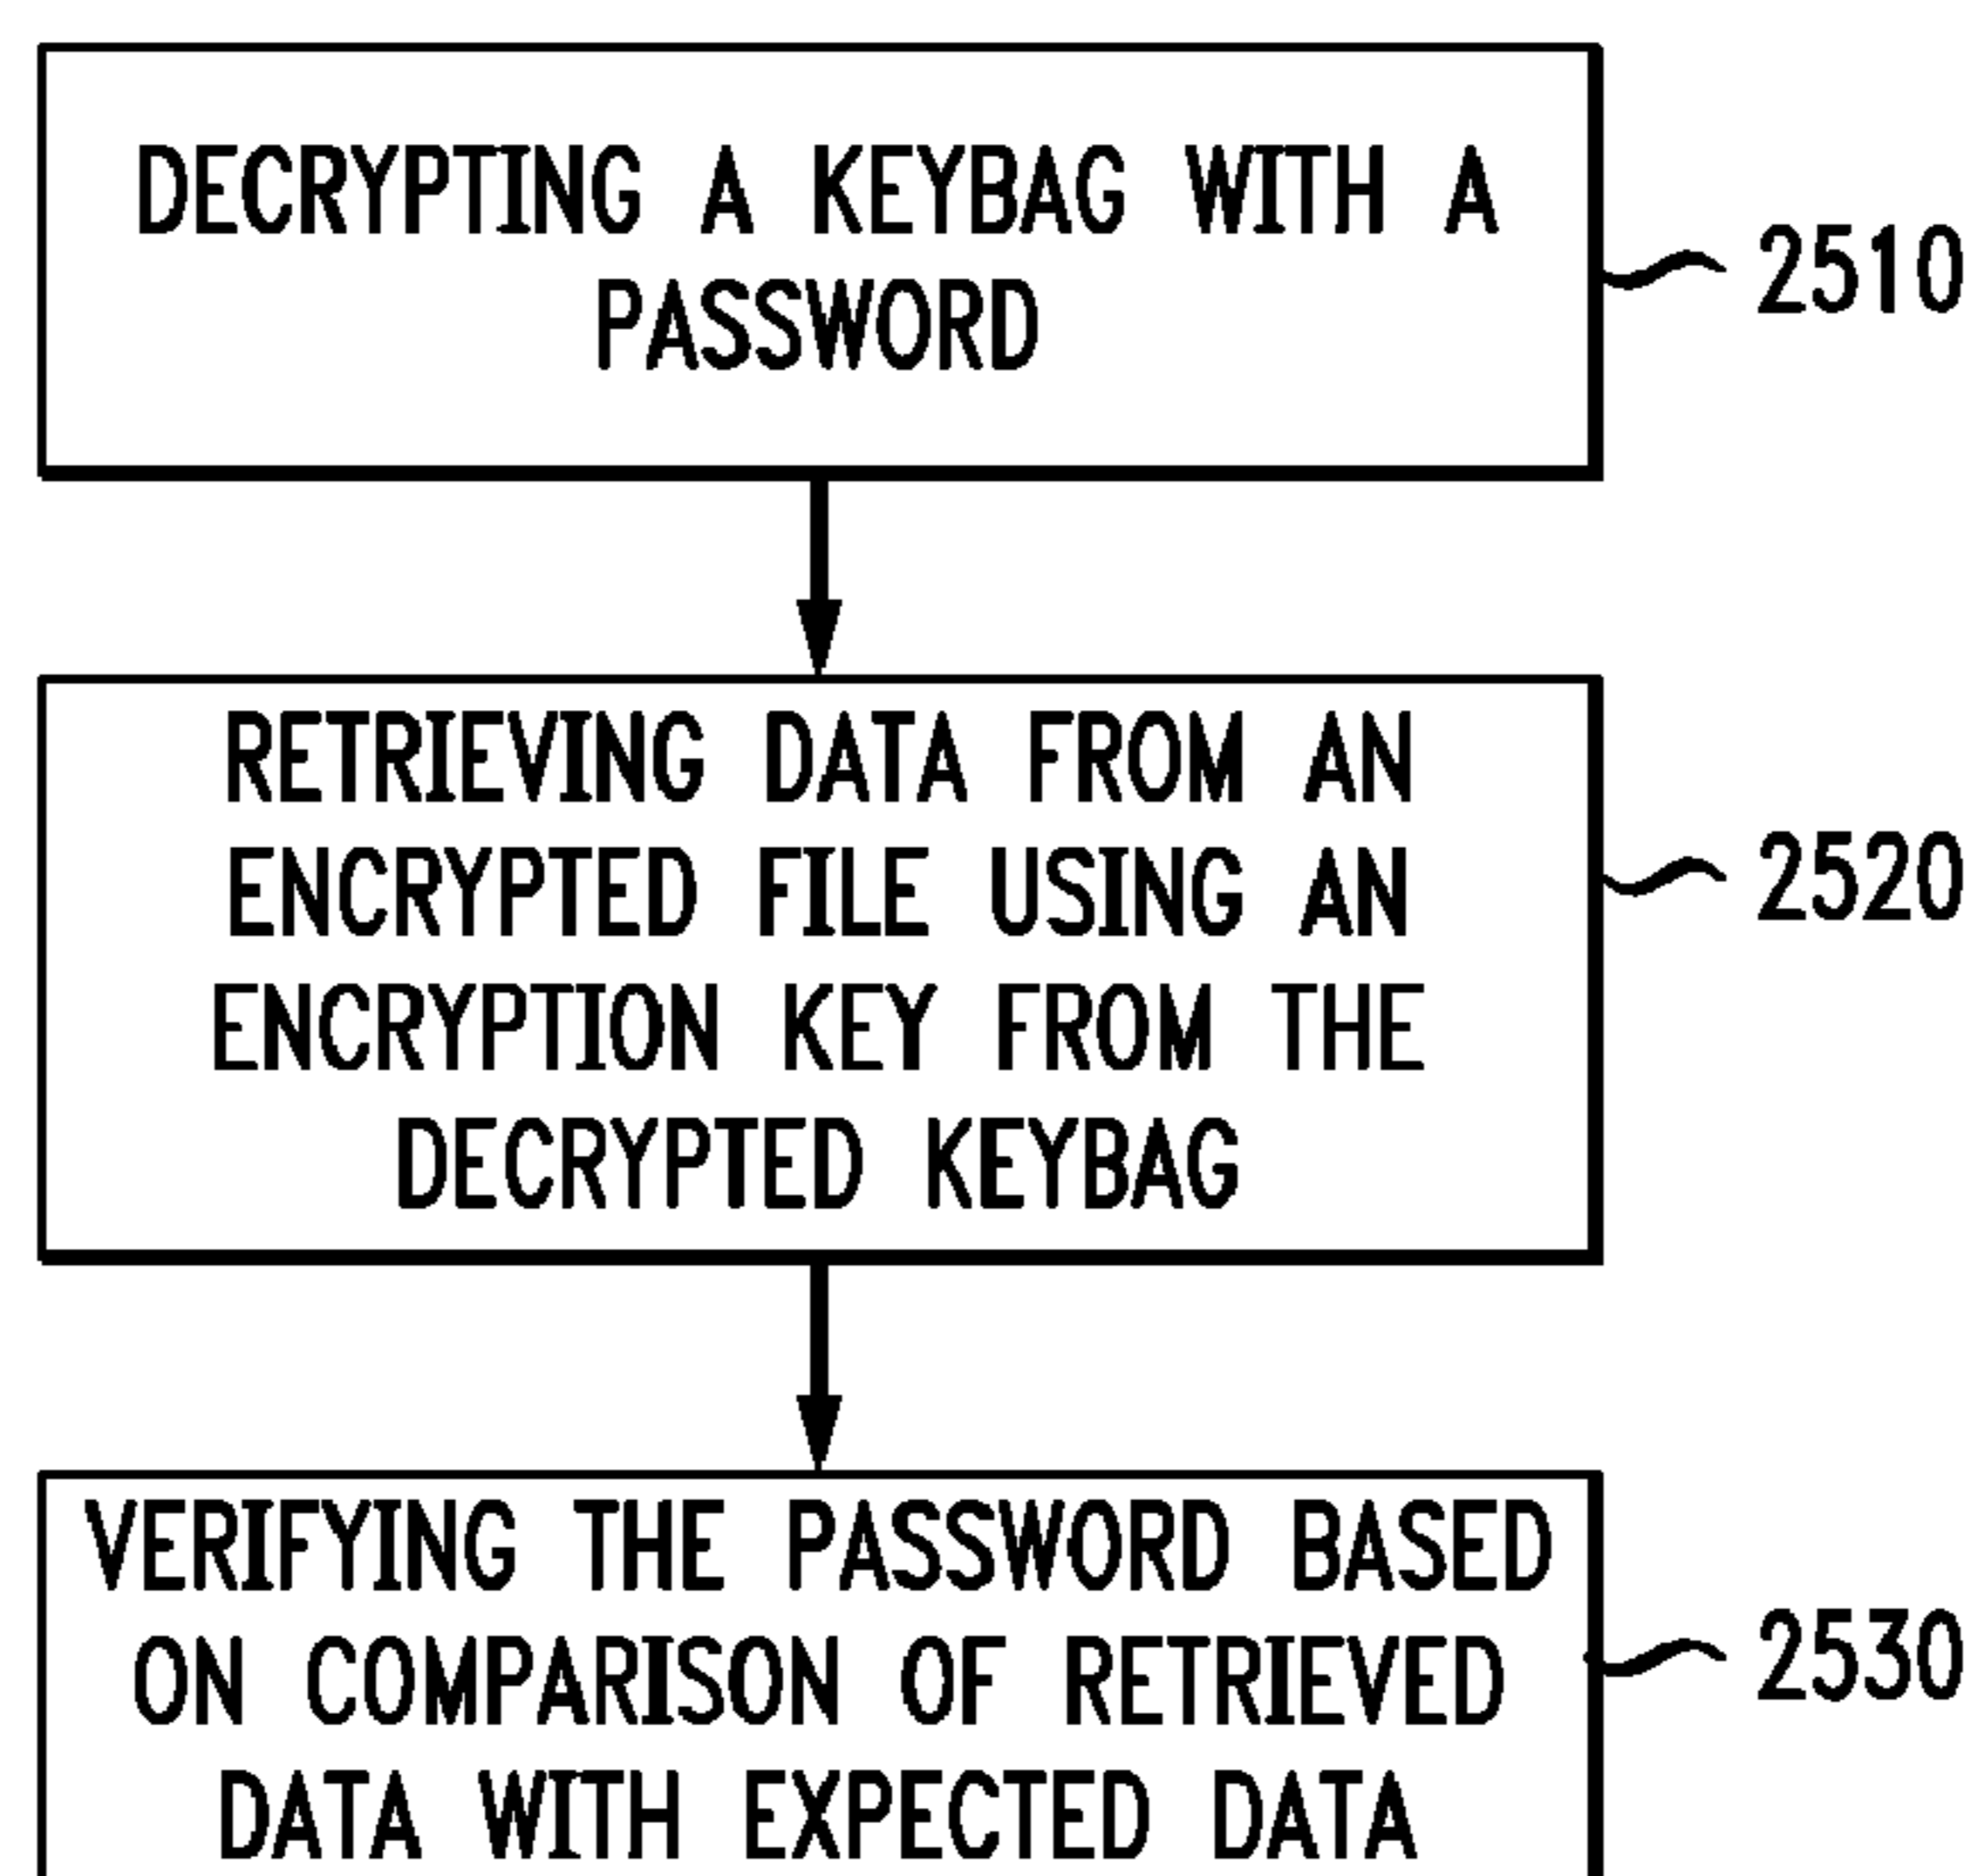 DECRYPTING A KEYBAG WITH A
PASSWORD
2510
RETRIEVING DATA FROM AN
ENCRYPTED FILE USING AN
ENCRYPTION KEY FROM THE
DECRYPTED KEYBAG
2520
VERIFYING THE PASSWORD BASED
ON COMPARISON OF RETRIEVED
DATA WITH EXPECTED DATA
2530